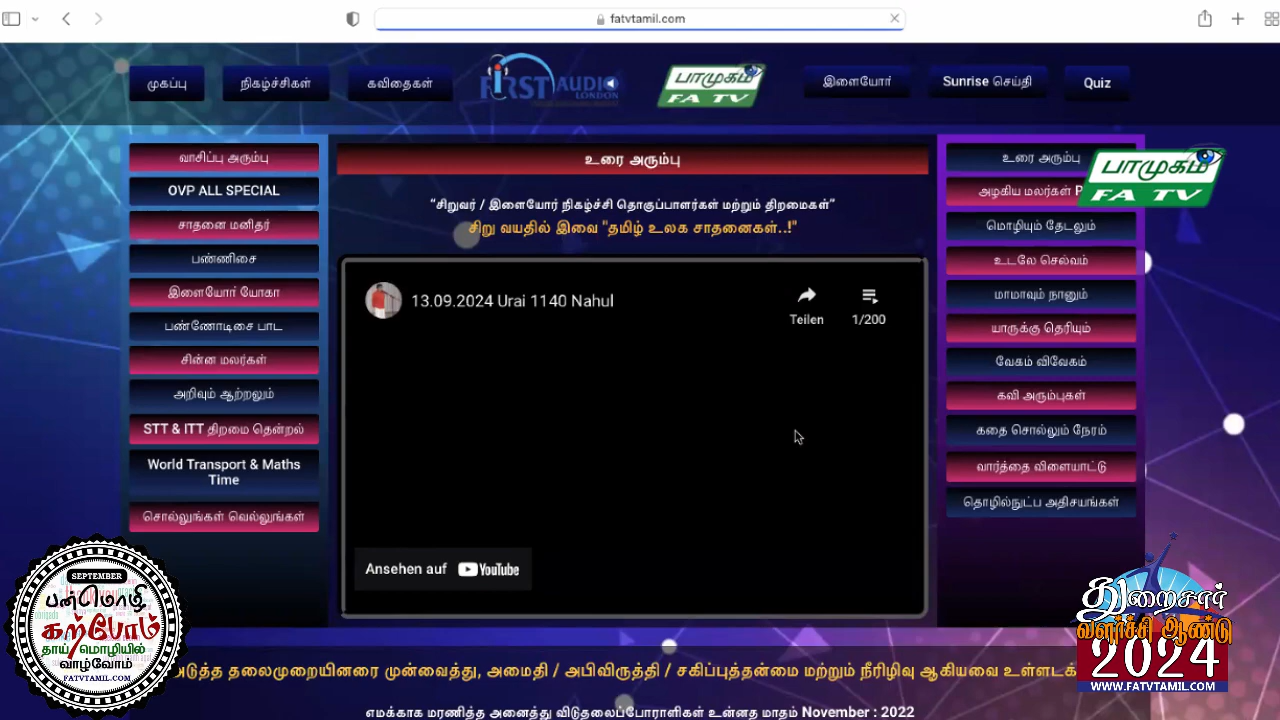 fatvtamil.com
முகப்பு
நிகழ்ச்சிகள்
கவிதைகள்
FIRST AUDIO
LONDON
பாமுகம்
FA TV
இளையோர்
Sunrise செய்தி
Quiz
வாசிப்பு அரும்பு
OVP ALL SPECIAL
சாதனை மனிதர்
பண்ணிசை
இளையோர் யோகா
பண்ணோடிசை பாட
சின்ன மலர்கள்
அறிவும் ஆற்றலும்
STT & ITT திறமை தென்றல்
World Transport & Maths
Time
சொல்லுங்கள் வெல்லுங்கள்
உரை அரும்பு
“சிறுவர் / இளையோர் நிகழ்ச்சி தொகுப்பாளர்கள் மற்றும் திறமைகள்”
சிறு வயதில் இவை "தமிழ் உலக சாதனைகள்..!"
13.09.2024 Urai 1140 Nahul
Teilen
1/200
Ansehen auf YouTube
உரை அரும்பு
அழகிய மலர்கள்
மொழியும் தேடலும்
உடலே செல்வம்
மாமாவும் நானும்
யாருக்கு தெரியும்
வேகம் விவேகம்
கவி அரும்புகள்
கதை சொல்லும் நேரம்
வார்த்தை விளையாட்டு
தொழில்நுட்ப அதிசயங்கள்
பாமுகம்
FA TV
SEPTEMBER
பன்மொழி
கற்போம்
தாய் மொழியில்
வாழ்வோம்
FATVTAMIL.COM
துறைசார்
வளர்ச்சி ஆண்டு
2024
WWW.FATVTAMIL.COM
தலைமுறையினரை முன்வைத்து, அமைதி / அபிவிருத்தி / சகிப்புத்தன்மை மற்றும் நீரிழிவு ஆகியவை
எமக்காக மரணித்த அனைத்து விடுதலைப்போராளிகள் உன்னத மாதம் November : 2022